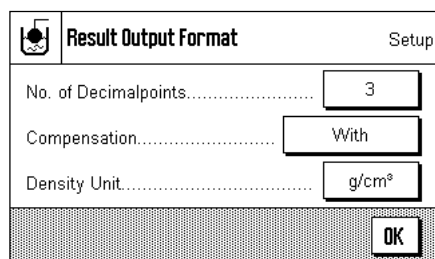 Result Output Format Setup
No. of Decimalpoints........................ 3
Compensation.......................... With
Density Unit.................................... g/cm³
OK